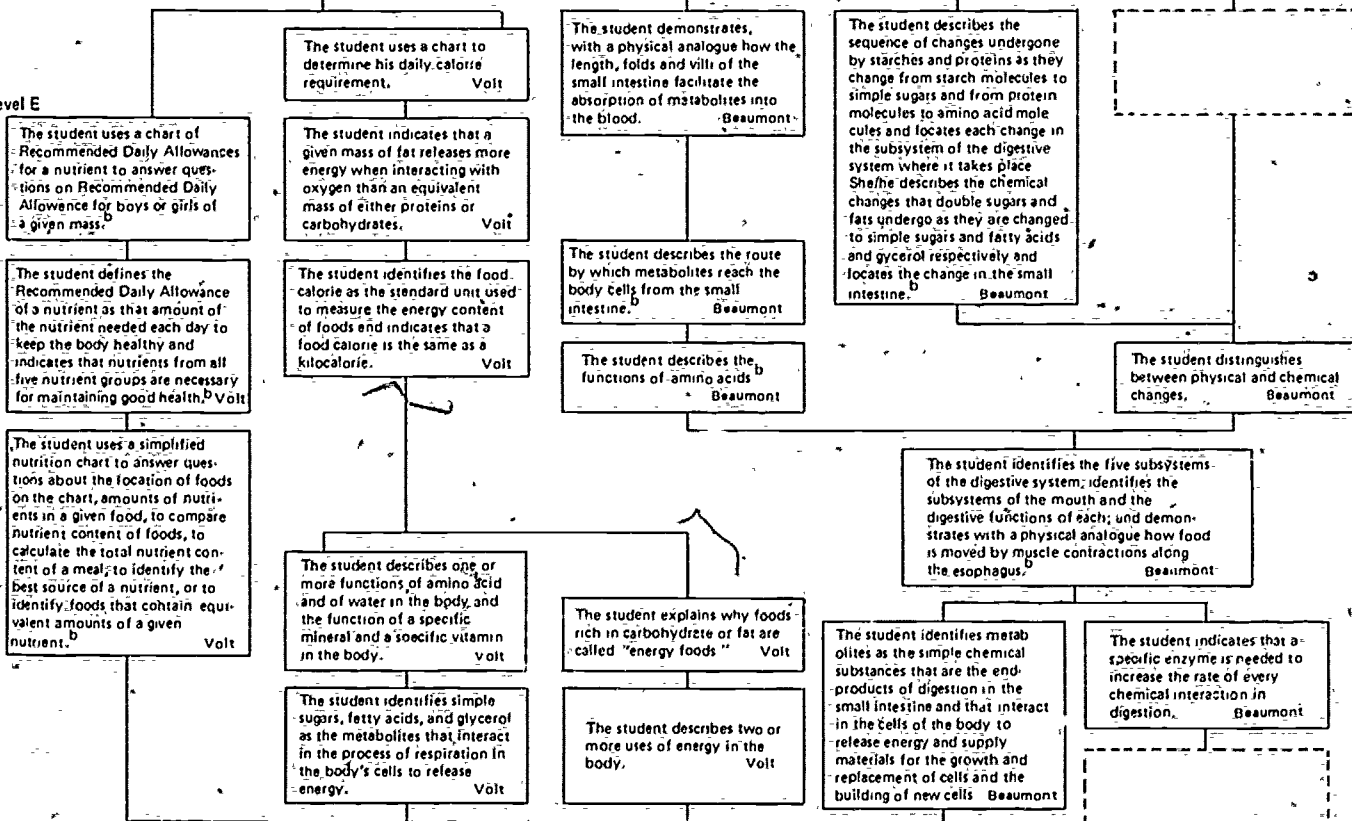 The student uses a chart to
determine his daily calorie
requirement. Volt
The student demonstrates,
with a physical analogue how the
length, folds and villi of the
small intestine facilitate the
absorption of metabolites into
the blood. Beaumont
The student describes the
sequence of changes undergone
by starches and proteins as they
change from starch molecules to
simple sugars and from protein
molecules to amino acid mole
cules and locates each change in
the subsystem of the digestive
system where it takes place
She/he describes the chemical
changes that double sugars and
fats undergo as they are changed
to simple sugars and fatty acids
and gycerol respectively and
locates the change in the small
intestine.b Beaumont
evel E
The student uses a chart of
Recommended Daily Allowances
for a nutrient to answer ques-
tions on Recommended Daily
Allowence for boys or girls of
a given mass.b
The student indicates that a
given mass of fat releases more
energy when interacting with
oxygen than an equivalent
mass of either proteins or
carbohydrates. Volt
The student defines the
Recommended Daily Allowance
of a nutrient as that amount of
the nutrient needed each day to
keep the body healthy and
indicates that nutrients from all
five nutrient groups are necessary
for maintaining good health.b Volt
The student identifies the food
calorie as the standard unit used
to measure the energy content
of foods end indicates that a
food calorie is the same as a
kilocalorie. Volt
The student describes the route
by which metabolites reach the
body cells from the small
intestine.b Beaumont
The student describes the
functions of amino acids b
Beaumont
The student distinguishes
between physical and chemical
changes. Beaumont
The student uses a simplified
nutrition chart to answer ques-
tions about the location of foods
on the chart, amounts of nutri-
ents in a given food, to compare
nutrient content of foods, to
calculate the total nutrient con-
tent of a meal, to identify the
best source of a nutrient, or to
identify foods that contain equi-
valent amounts of a given
nutrient.b Volt
The student identifies the five subsystems
of the digestive system; identifies the
subsystems of the mouth and the
digestive functions of each; und demon-
strates with a physical analogue how food
is moved by muscle contractions along
the esophagus.b Beaumont
The student describes one or
more functions of amino acid
and of water in the body and
the function of a specific
mineral and a soecific vitamin
in the body. Volt
The student explains why foods
rich in carbohydrate or fat are
called "energy foods" Volt
The student identifies metab
olites as the simple chemical
substances that are the end-
products of digestion in the
small intestine and that interact
in the cells of the body to
release energy and supply
materials for the growth and
replacement of cells and the
building of new cells Beaumont
The student indicates that a
specific enzyme is needed to
increase the rate of every
chemical interaction in
digestion. Beaumont
The student identifies simple
sugars, fatty acids, and glycerol
as the metabolites that interact
in the process of respiration in
the body's cells to release
energy. Volt
The student describes two or
more uses of energy in the
body. Volt